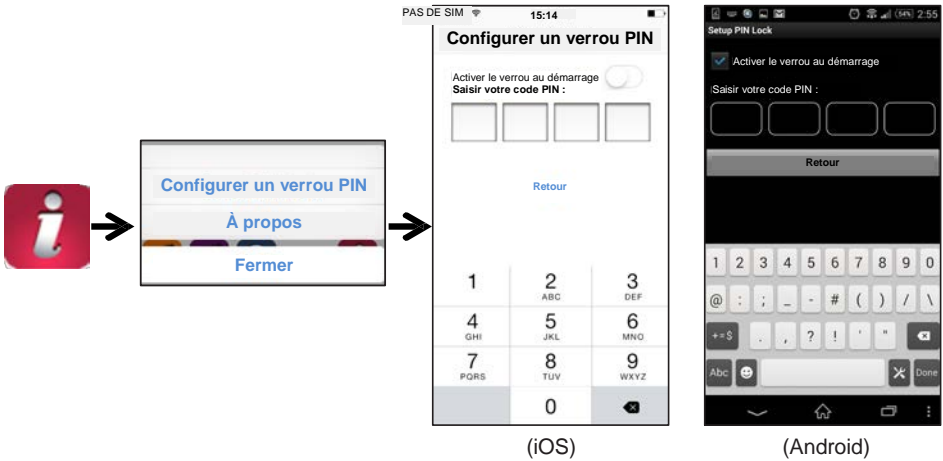 i
Configurer un verrou PIN
À propos
Fermer
PAS DE SIM 15:14
Configurer un verrou PIN
Activer le verrou au démarrage
Saisir votre code PIN :
Retour
1 2 3
ABC DEF
4 5 6
GHI JKL MNO
7 8 9
PQRS TUV WXYZ
0
(iOS)
54% 2:55
Setup PIN Lock
Activer le verrou au démarrage
Saisir votre code PIN :
Retour
1 2 3 4 5 6 7 8 9 0
@ : ; _ - # ( ) / \
+=$ . , ? ! ' "
Abc Done
(Android)